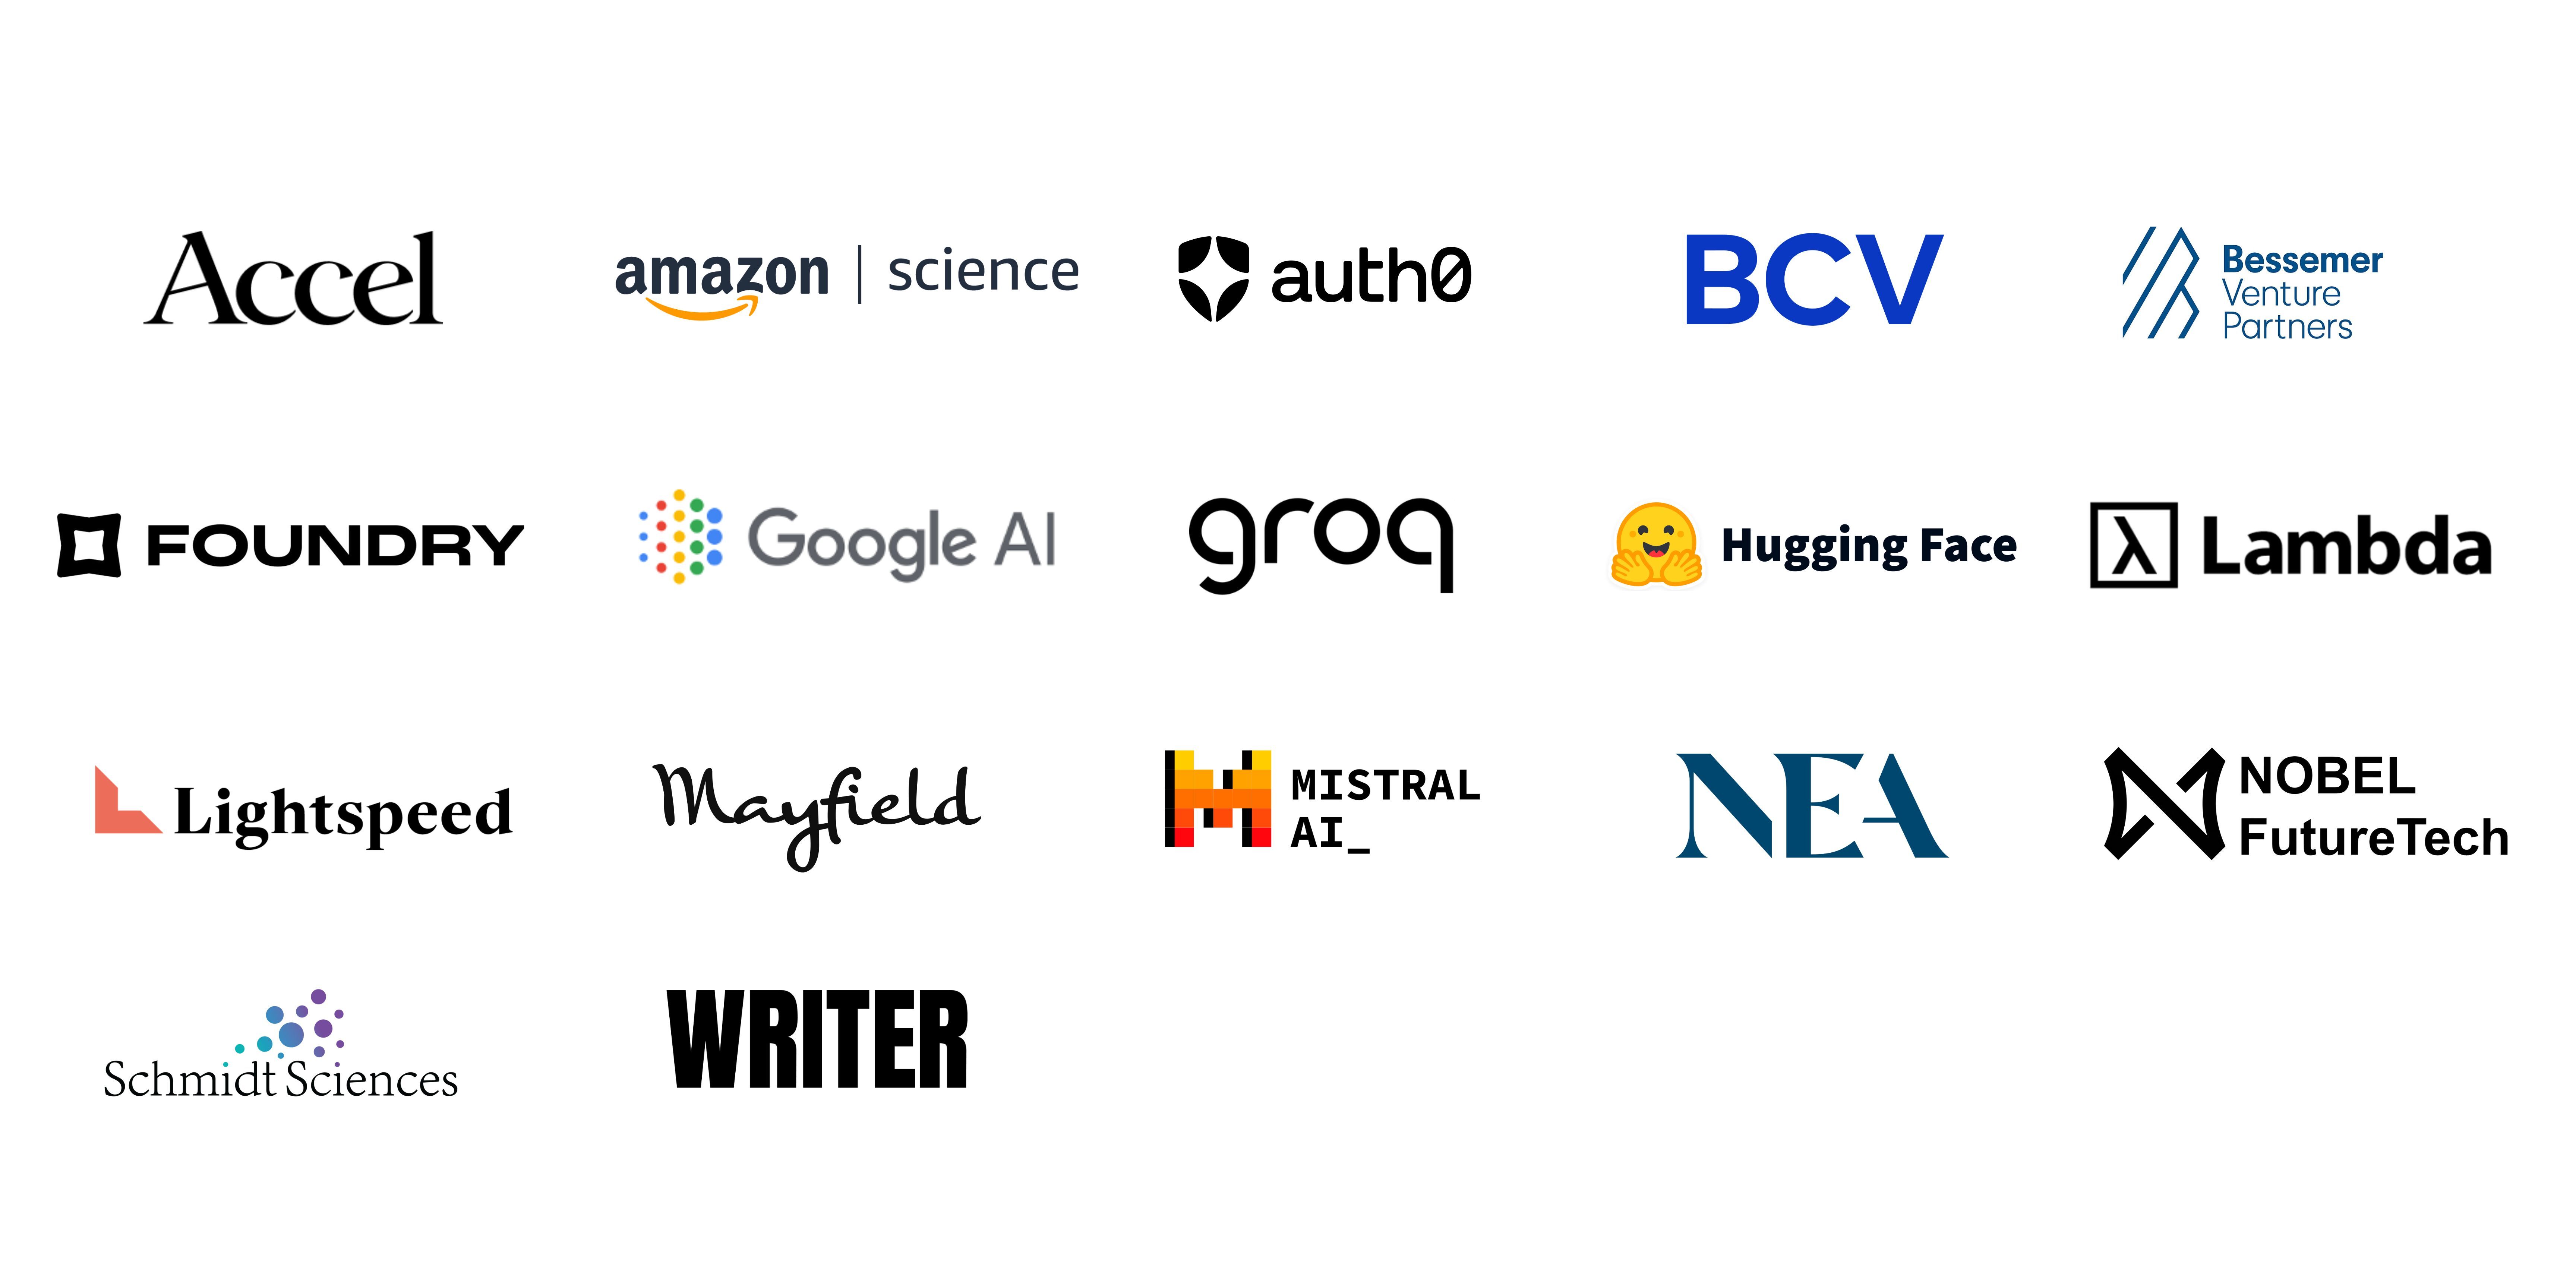 Accel
amazon | science
auth0
BCV
Bessemer
Venture
Partners
FOUNDRY
Google AI
groq
Hugging Face
λ Lambda
Lightspeed
Mayfield
MISTRAL
AI_
NEA
NOBEL
FutureTech
Schmidt Sciences
WRITER